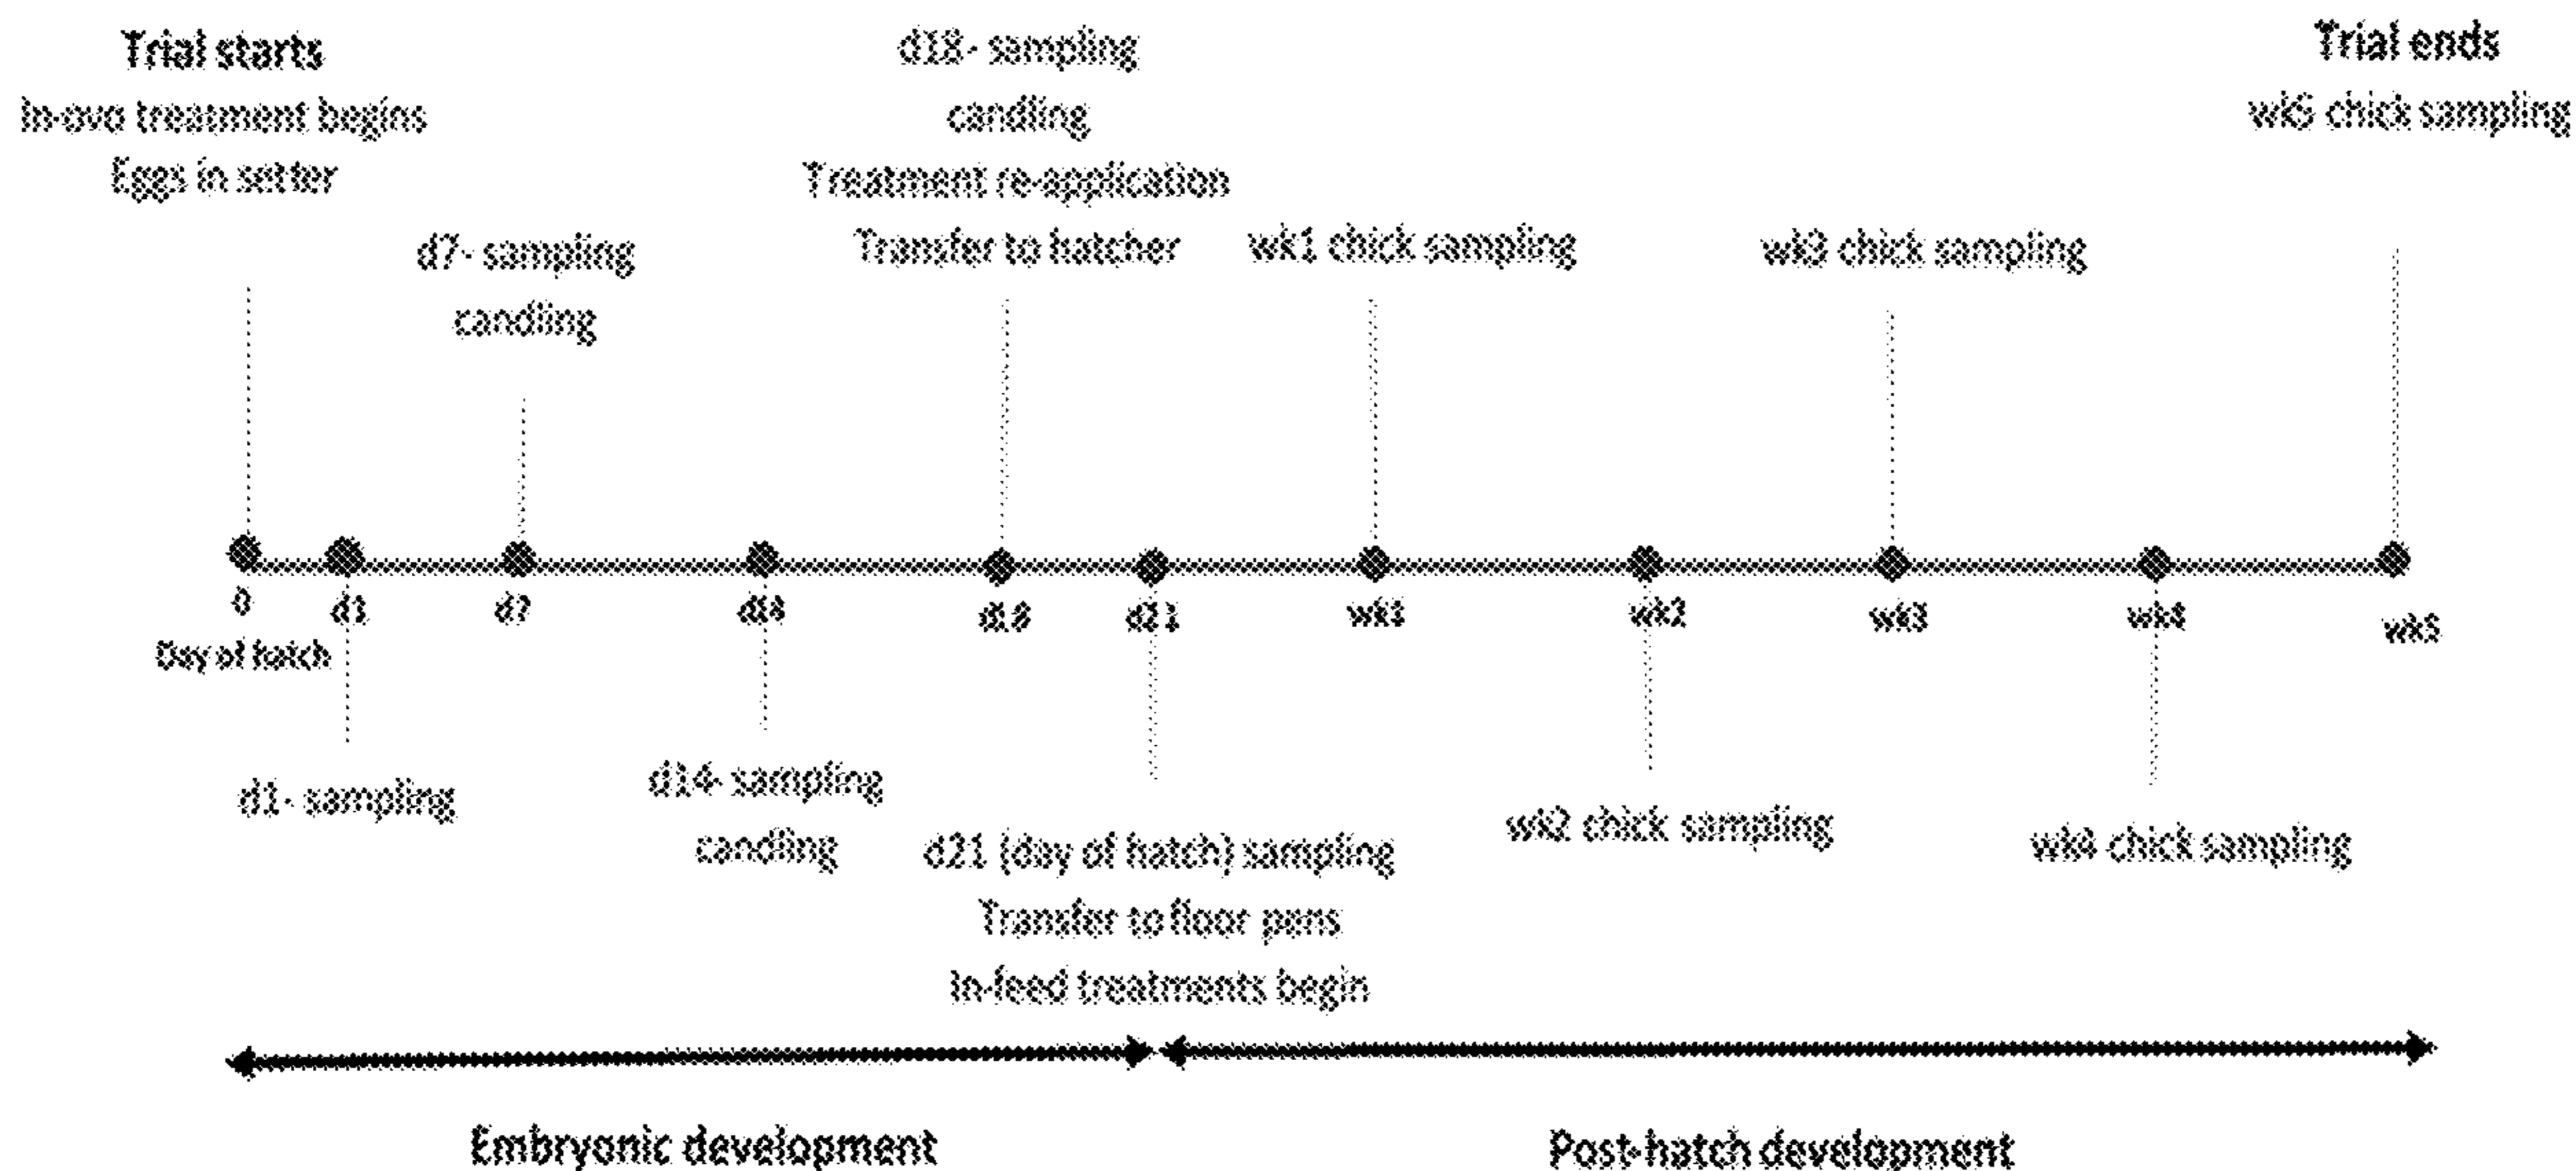 Trial starts
In-ovo treatment begins
Eggs in setter
d7- sampling
candling
d18- sampling
candling
Treatment re-application
Transfer to hatcher
wk1 chick sampling
wk3 chick sampling
Trial ends
wk5 chick sampling
0
d1
d7
d14
d18
d21
wk1
wk2
wk3
wk4
wk5
Day of hatch
d1- sampling
d14- sampling
candling
d21 (day of hatch) sampling
Transfer to floor pens
In-feed treatments begin
wk2 chick sampling
wk4 chick sampling
Embryonic development
Post-hatch development